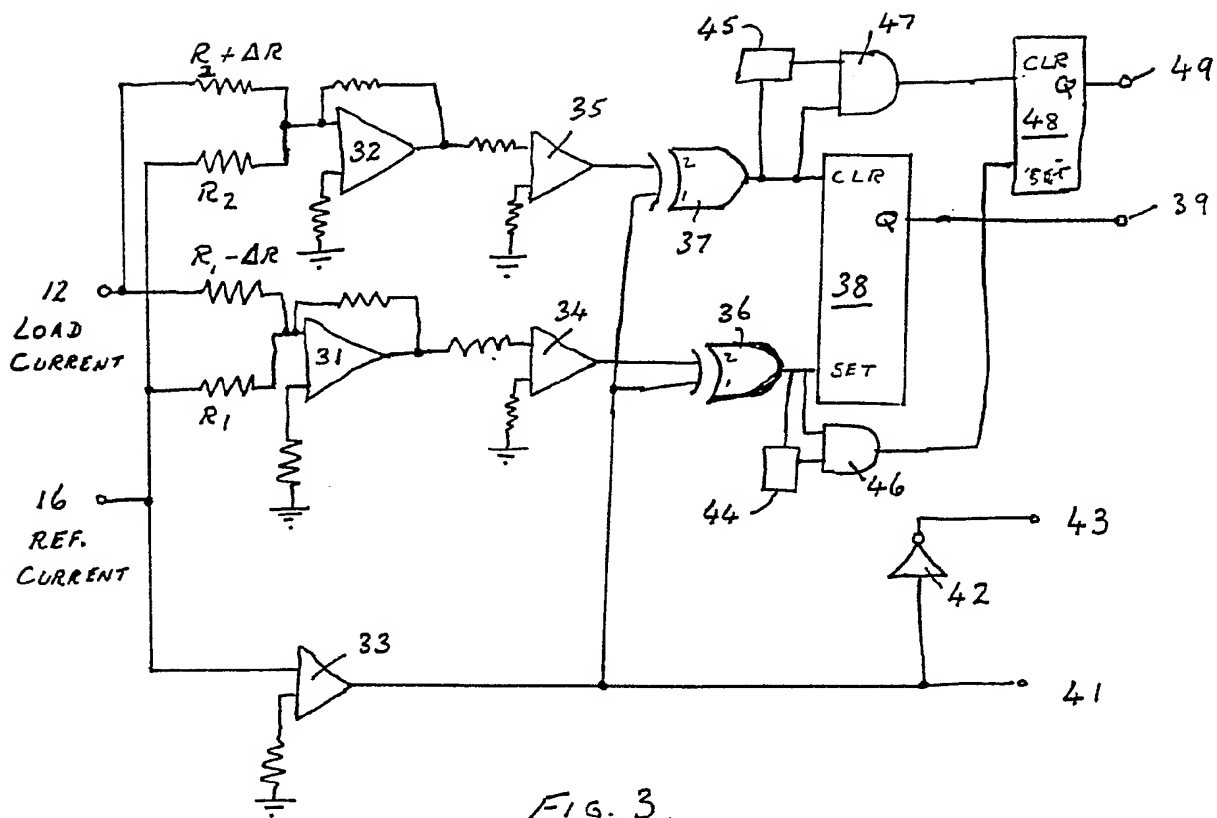 45
47
R₂ + ΔR
CLR
Q
49
48
SET
35
32
2
1
37
R₂
CLR
Q
39
R₁ - ΔR
38
12
LOAD
CURRENT
34
36
31
2
1
SET
R₁
46
44
16
REF.
CURRENT
43
42
33
41
FIG. 3